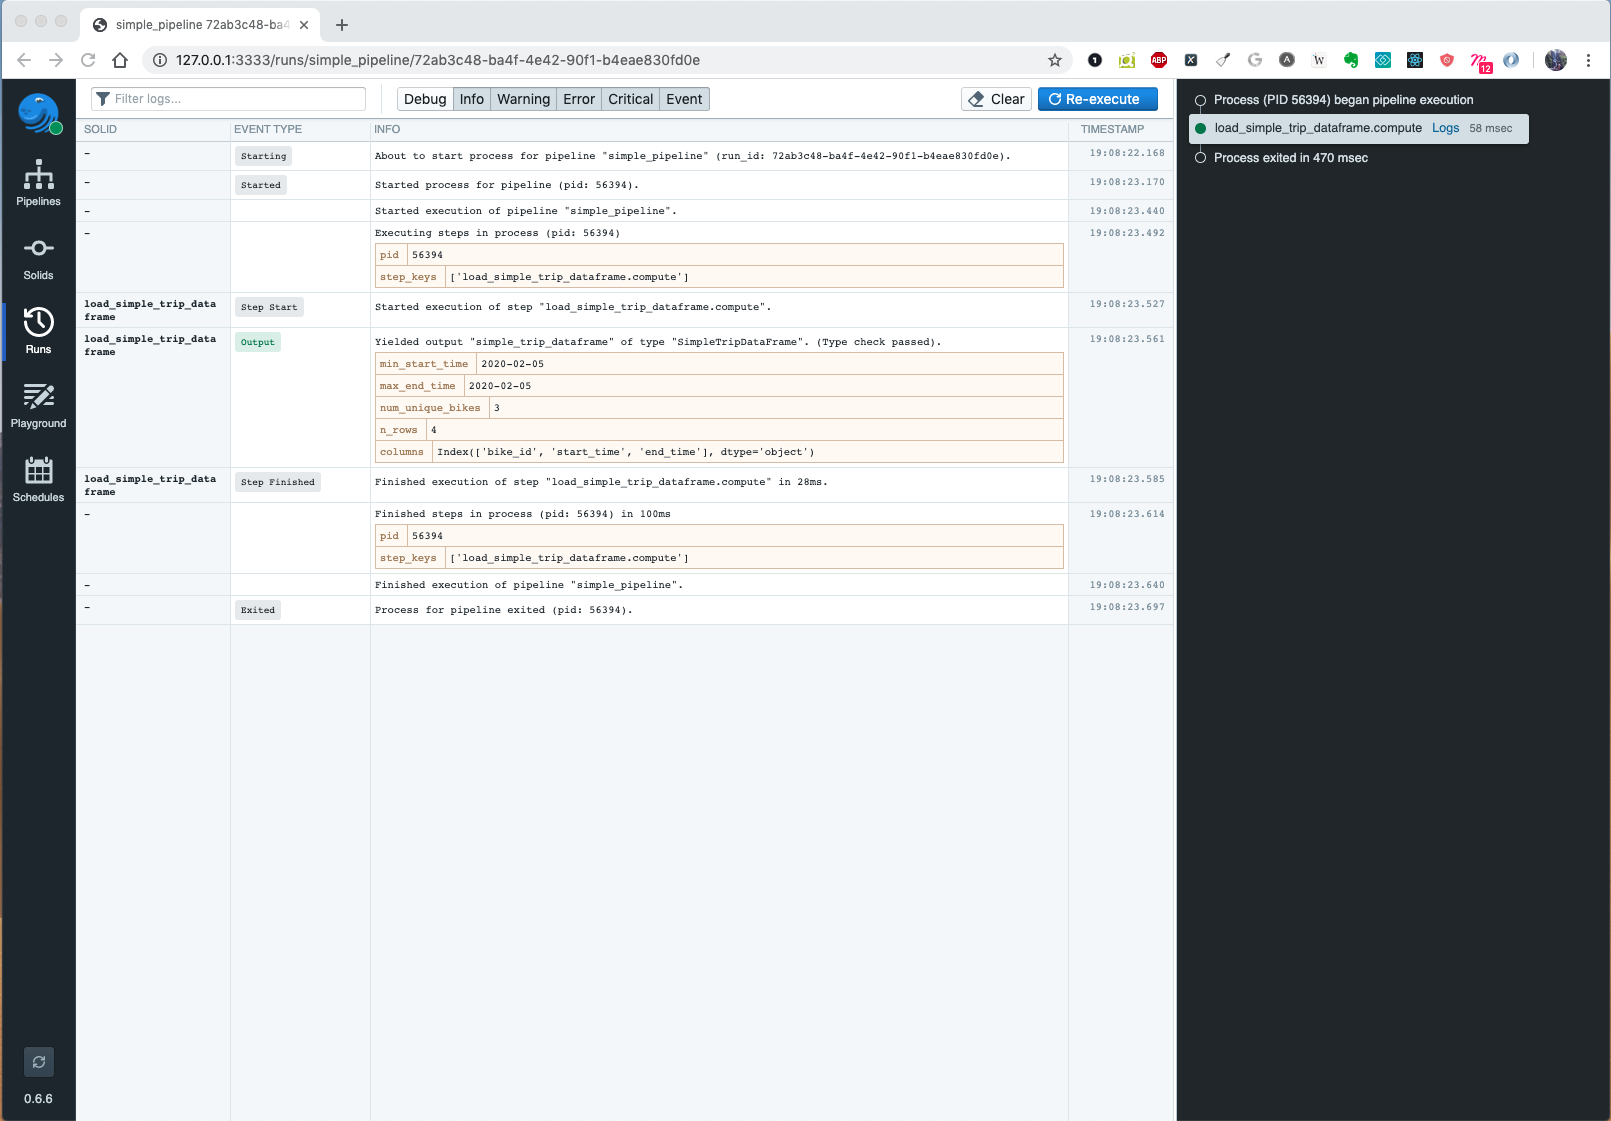 simple_pipeline 72ab3c48-ba4
127.0.0.1:3333/runs/simple_pipeline/72ab3c48-ba4f-4e42-90f1-b4eae830fd0e
ABP
W
12
Filter logs...
Debug Info Warning Error Critical Event
Clear
Re-execute
SOLID EVENT TYPE INFO TIMESTAMP
- Starting About to start process for pipeline "simple_pipeline" (run_id: 72ab3c48-ba4f-4e42-90f1-b4eae830fd0e). 19:08:22.168
- Started Started process for pipeline (pid: 56394). 19:08:23.170
- Started execution of pipeline "simple_pipeline". 19:08:23.440
- Executing steps in process (pid: 56394) 19:08:23.492
pid 56394
step_keys ['load_simple_trip_dataframe.compute']
load_simple_trip_data
frame
Step Start Started execution of step "load_simple_trip_dataframe.compute". 19:08:23.527
load_simple_trip_data
frame
Output Yielded output "simple_trip_dataframe" of type "SimpleTripDataFrame". (Type check passed). 19:08:23.561
min_start_time 2020-02-05
max_end_time 2020-02-05
num_unique_bikes 3
n_rows 4
columns Index(['bike_id', 'start_time', 'end_time'], dtype='object')
load_simple_trip_data
frame
Step Finished Finished execution of step "load_simple_trip_dataframe.compute" in 28ms. 19:08:23.585
- Finished steps in process (pid: 56394) in 100ms 19:08:23.614
pid 56394
step_keys ['load_simple_trip_dataframe.compute']
- Finished execution of pipeline "simple_pipeline". 19:08:23.640
- Exited Process for pipeline exited (pid: 56394). 19:08:23.697
Process (PID 56394) began pipeline execution
load_simple_trip_dataframe.compute Logs 58 msec
Process exited in 470 msec
Pipelines
Solids
Runs
Playground
Schedules
0.6.6